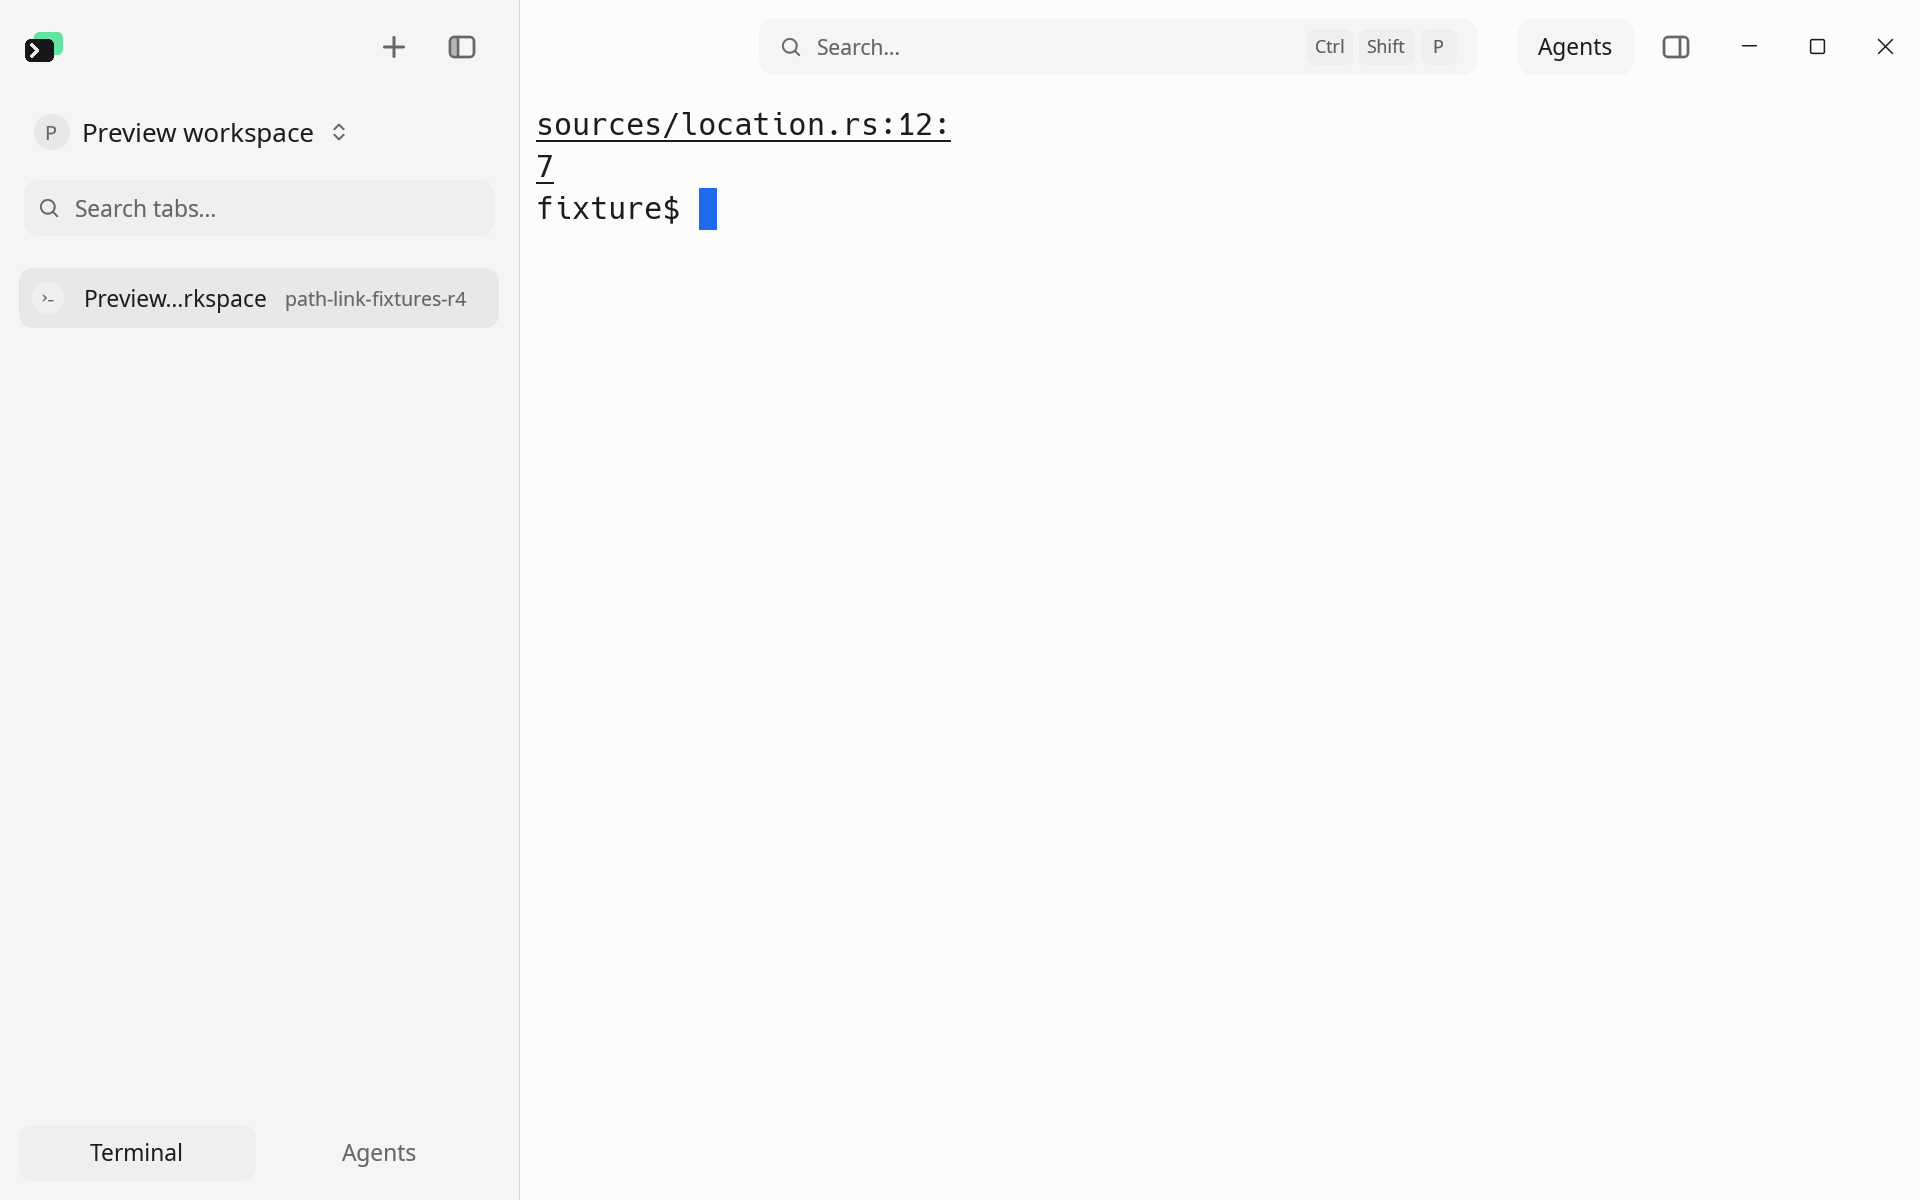 Search...
Ctrl Shift P
Agents
P Preview workspace
Search tabs...
Preview...rkspace path-link-fixtures-r4
sources/location.rs:12:
7
fixture$
Terminal
Agents